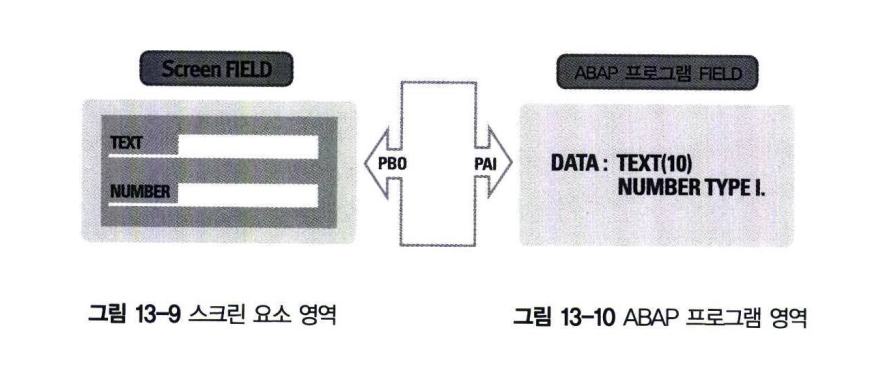 Screen FIELD
ABAP 프로그램 FIELD
TEXT
NUMBER
PBO
PAI
DATA : TEXT(10)
NUMBER TYPE I.
그림 13-9 스크린 요소 영역
그림 13-10 ABAP 프로그램 영역